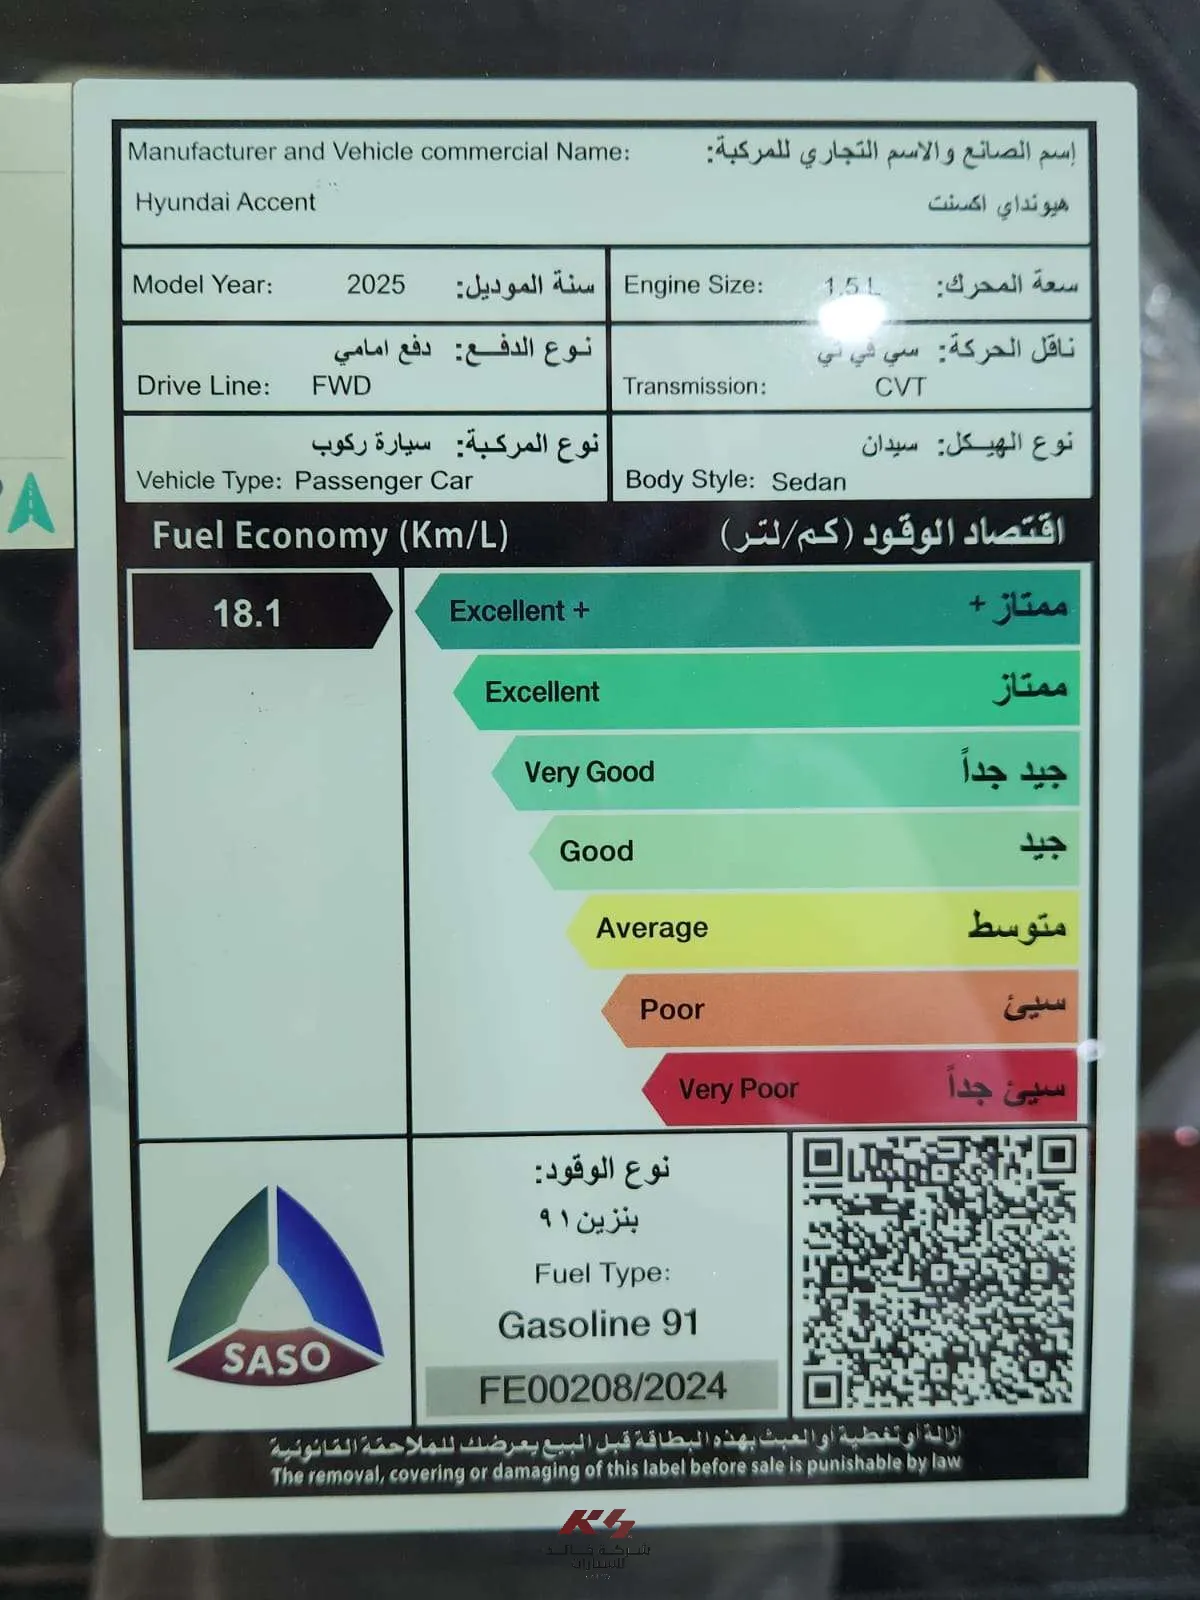 Manufacturer and Vehicle commercial Name: إسم الصانع والاسم التجاري للمركبة:
Hyundai Accent هيونداي اكسنت
Model Year: 2025 سنة الموديل:
Engine Size: 1.5 L سعة المحرك:
نوع الدفع: دفع امامي
Drive Line: FWD
ناقل الحركة: سي في تي
Transmission: CVT
نوع المركبة: سيارة ركوب
Vehicle Type: Passenger Car
نوع الهيكل: سيدان
Body Style: Sedan
Fuel Economy (Km/L) اقتصاد الوقود (كم/لتر)
18.1
Excellent + ممتاز +
Excellent ممتاز
Very Good جيد جداً
Good جيد
Average متوسط
Poor سيئ
Very Poor سيئ جداً
SASO
نوع الوقود:
بنزين ٩١
Fuel Type:
Gasoline 91
FE00208/2024
إزالة أو تغطية أو العبث بهذه البطاقة قبل البيع يعرضك للملاحقة القانونية
The removal, covering or damaging of this label before sale is punishable by law
KS
شركة خالد
للسيارات